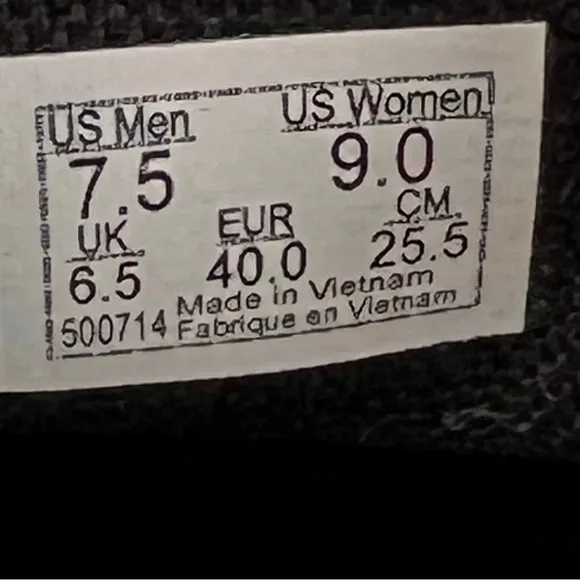 US Men US Women
7.5 9.0
UK EUR CM
6.5 40.0 25.5
Made in Vietnam
500714 Fabrique en Vietnam